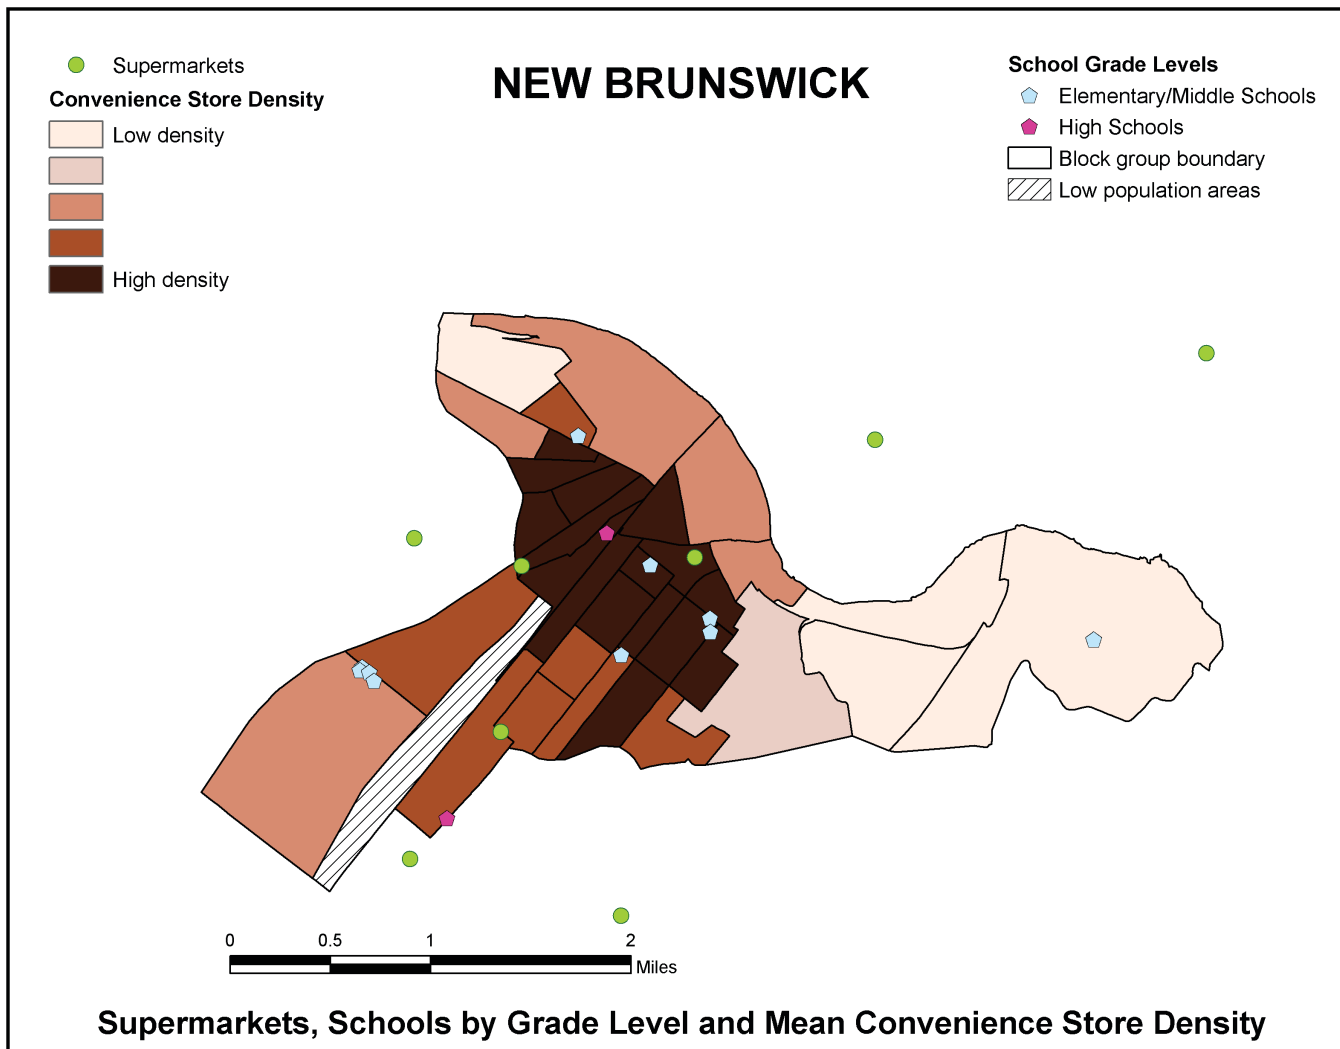 NEW BRUNSWICK
Supermarkets
Convenience Store Density
Low density
High density
School Grade Levels
Elementary/Middle Schools
High Schools
Block group boundary
Low population areas
0 0.5 1 2
Miles
Supermarkets, Schools by Grade Level and Mean Convenience Store Density